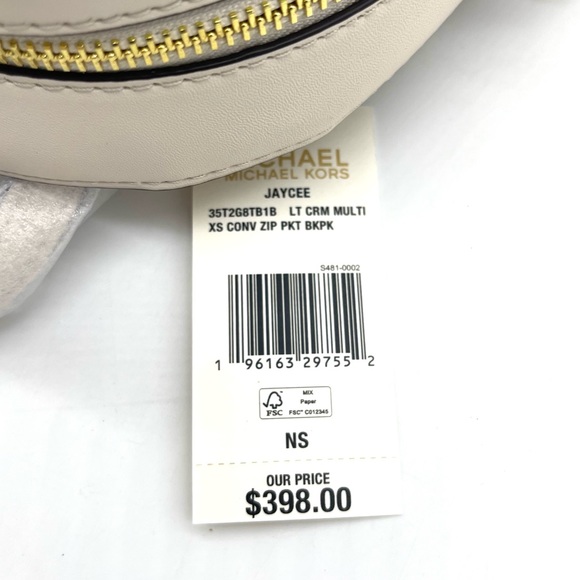 MICHAEL
MICHAEL KORS
JAYCEE
35T2G8TB1B LT CRM MULTI
XS CONV ZIP PKT BKPK
S481-0002
1 96163 29755 2
FSC
MIX
Paper
FSC™ C012345
NS
OUR PRICE
$398.00